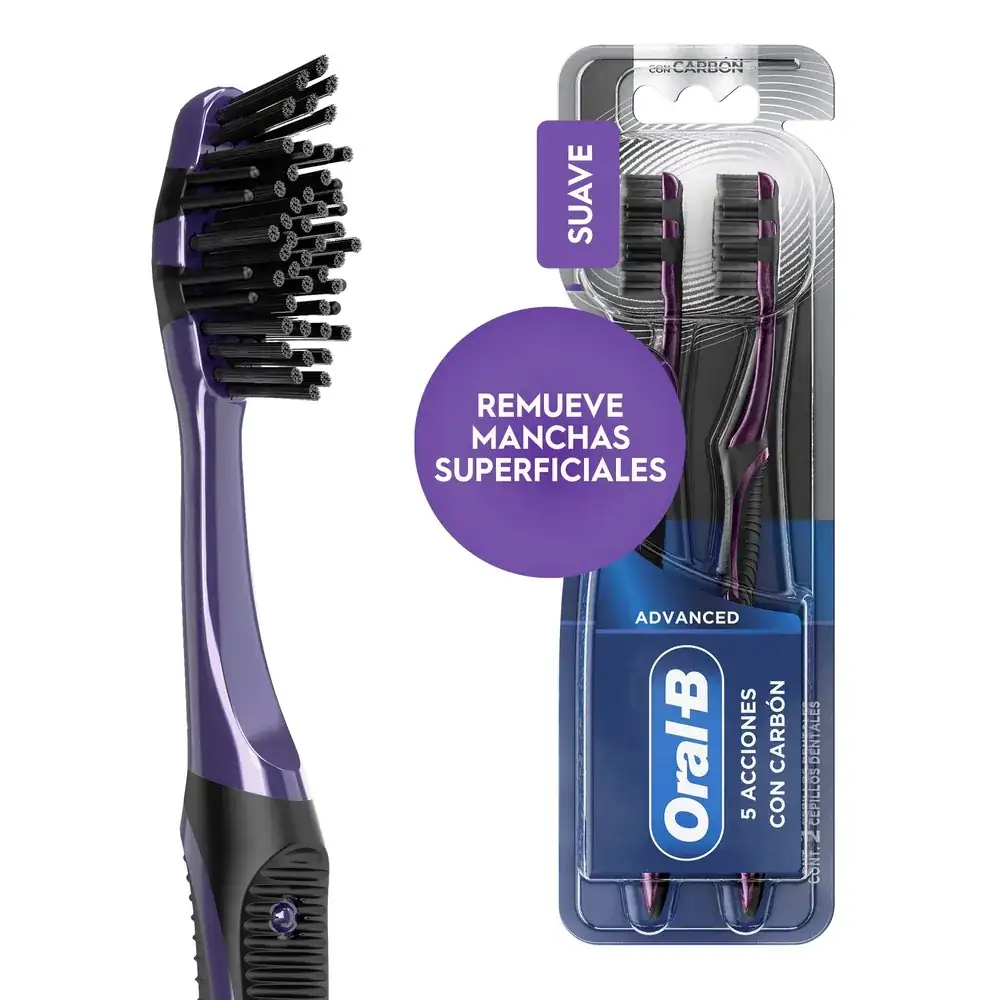 CON CARBÓN
SUAVE
REMUEVE
MANCHAS
SUPERFICIALES
ADVANCED
Oral-B
5 ACCIONES
CON CARBÓN
CONT. 2 CEPILLOS DENTALES